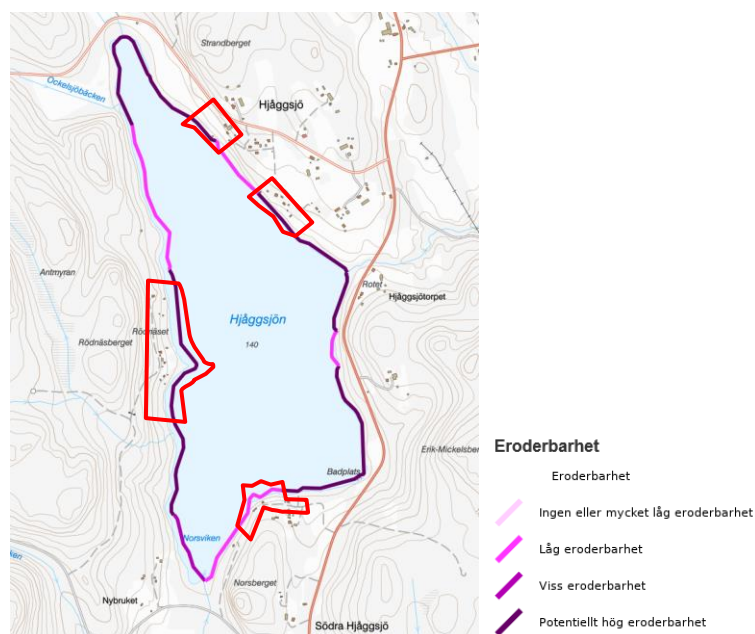 Strandberget
Ockelsjöbäcken
Hjåggsjö
Antmyran
Rotet
Hjåggsjötorpet
Hjåggsjön
140
Rödnäset
Rödnäsberget
Erik-Mickelsbe
Badplats
Norsviken
Norsberget
Nybruket
Södra Hjåggsjö
Eroderbarhet
Eroderbarhet
Ingen eller mycket låg eroderbarhet
Låg eroderbarhet
Viss eroderbarhet
Potentiellt hög eroderbarhet